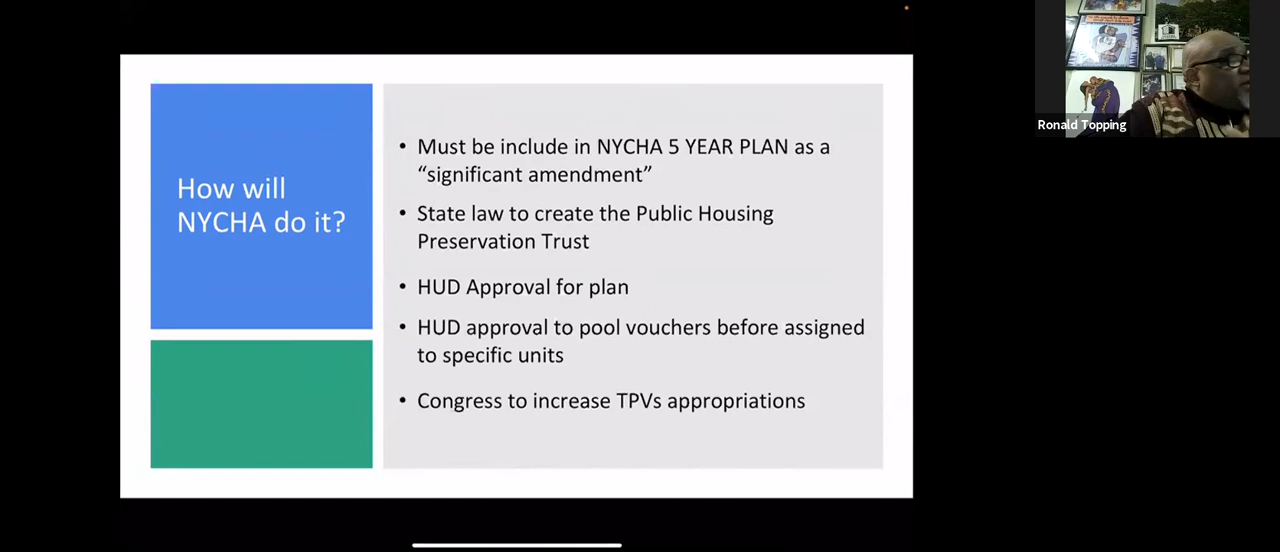 How will
NYCHA do it?
• Must be include in NYCHA 5 YEAR PLAN as a
“significant amendment”
• State law to create the Public Housing
Preservation Trust
• HUD Approval for plan
• HUD approval to pool vouchers before assigned
to specific units
• Congress to increase TPVs appropriations
Ronald Topping